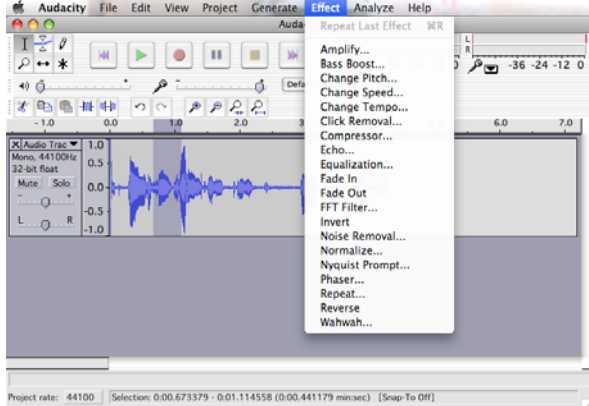 Audacity File Edit View Project Generate Effect Analyze Help
Auda
Repeat Last Effect ⌘R
Amplify...
Bass Boost...
Change Pitch...
Change Speed...
Change Tempo...
Click Removal...
Compressor...
Echo...
Equalization...
Fade In
Fade Out
FFT Filter...
Invert
Noise Removal...
Normalize...
Nyquist Prompt...
Phaser...
Repeat...
Reverse
Wahwah...
L
R
-36 -24 -12 0
Defa
- 1.0 0.0 1.0 2.0 3 6.0 7.0
X Audio Trac
Mono, 44100Hz
32-bit float
Mute Solo
- +
L R
1.0
0.5
0.0
-0.5
-1.0
Project rate: 44100 Selection: 0:00.673379 - 0:01.114558 (0:00.441179 min:sec) [Snap-To Off]